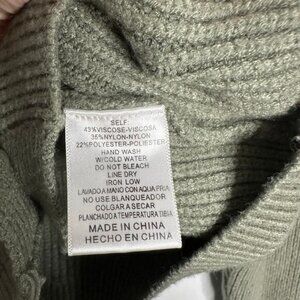 SELF:
43%VISCOSE-VISCOSA
35%NYLON-NYLON
22%POLYESTER-POLIESTER
HAND WASH
W/COLD WATER
DO NOT BLEACH
LINE DRY
IRON LOW
LAVADO A MANO CON AQUA FRIA
NO USE BLANQUEADOR
COLGAR A SECAR
PLANCHADO A TEMPERATURA TIBIA
MADE IN CHINA
HECHO EN CHINA